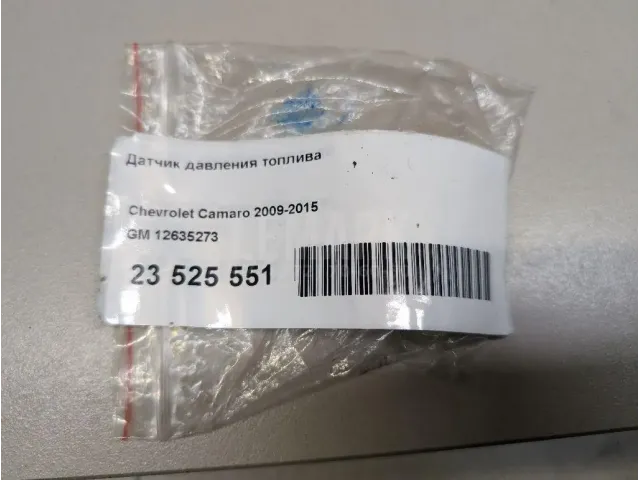 Датчик давления топлива
Chevrolet Camaro 2009-2015
GM 12635273
23 525 551